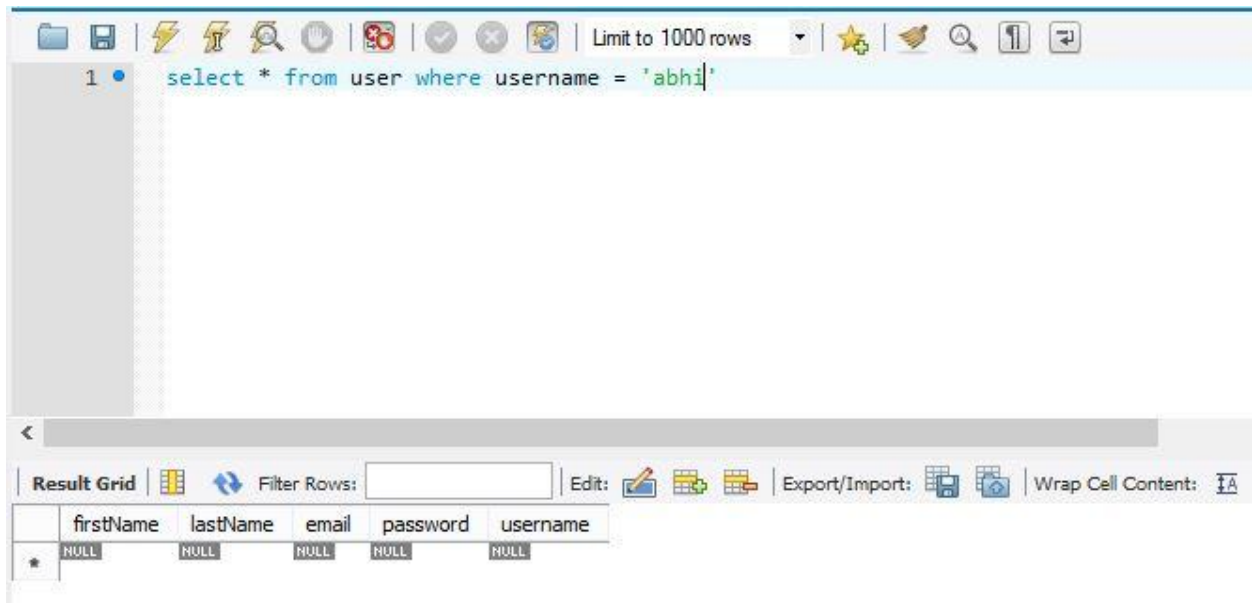 Limit to 1000 rows
1 select * from user where username = 'abhi'
Result Grid Filter Rows: Edit: Export/Import: Wrap Cell Content: IA
firstName lastName email password username
* NULL NULL NULL NULL NULL